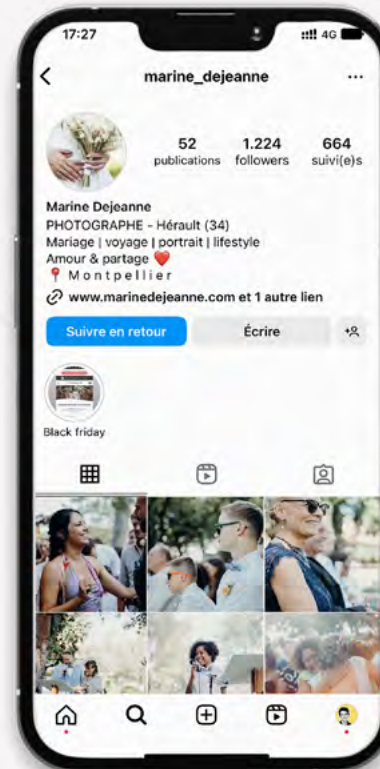 17:27
4G
marine_dejeanne
52 1.224 664
publications followers suivi(e)s
Marine Dejeanne
PHOTOGRAPHE - Hérault (34)
Mariage | voyage | portrait | lifestyle
Amour & partage ❤️
📍 Montpellier
www.marinedejeanne.com et 1 autre lien
Suivre en retour Écrire
Black friday